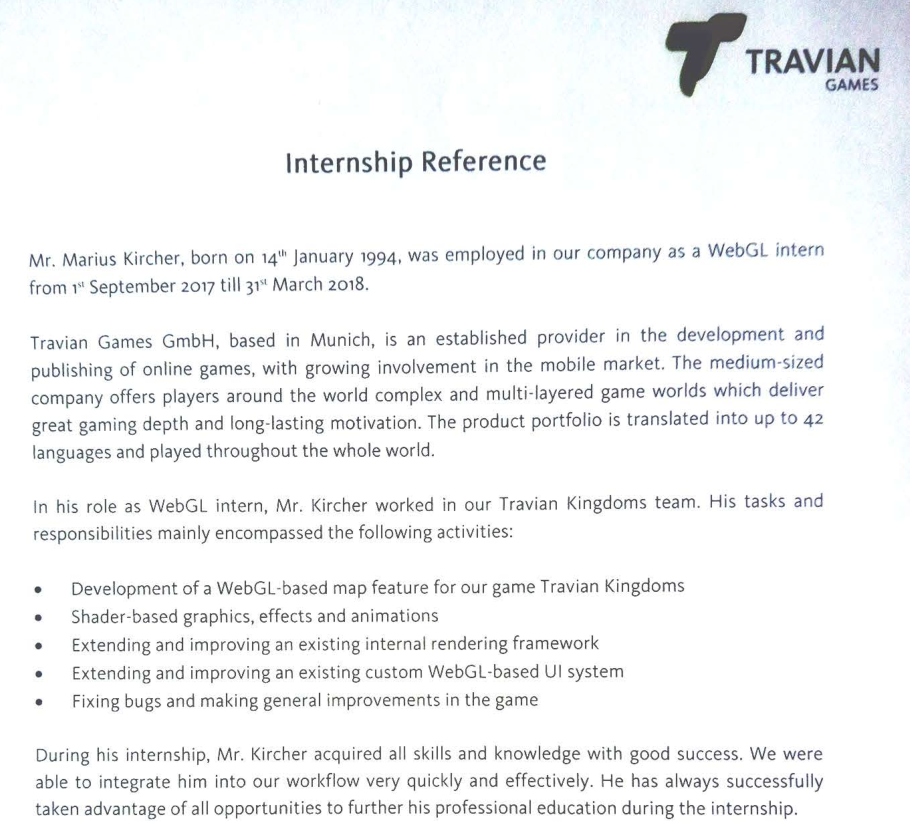 TRAVIAN
GAMES
Internship Reference
Mr. Marius Kircher, born on 14th January 1994, was employed in our company as a WebGL intern
from 1st September 2017 till 31st March 2018.
Travian Games GmbH, based in Munich, is an established provider in the development and
publishing of online games, with growing involvement in the mobile market. The medium-sized
company offers players around the world complex and multi-layered game worlds which deliver
great gaming depth and long-lasting motivation. The product portfolio is translated into up to 42
languages and played throughout the whole world.
In his role as WebGL intern, Mr. Kircher worked in our Travian Kingdoms team. His tasks and
responsibilities mainly encompassed the following activities:
• Development of a WebGL-based map feature for our game Travian Kingdoms
• Shader-based graphics, effects and animations
• Extending and improving an existing internal rendering framework
• Extending and improving an existing custom WebGL-based UI system
• Fixing bugs and making general improvements in the game
During his internship, Mr. Kircher acquired all skills and knowledge with good success. We were
able to integrate him into our workflow very quickly and effectively. He has always successfully
taken advantage of all opportunities to further his professional education during the internship.